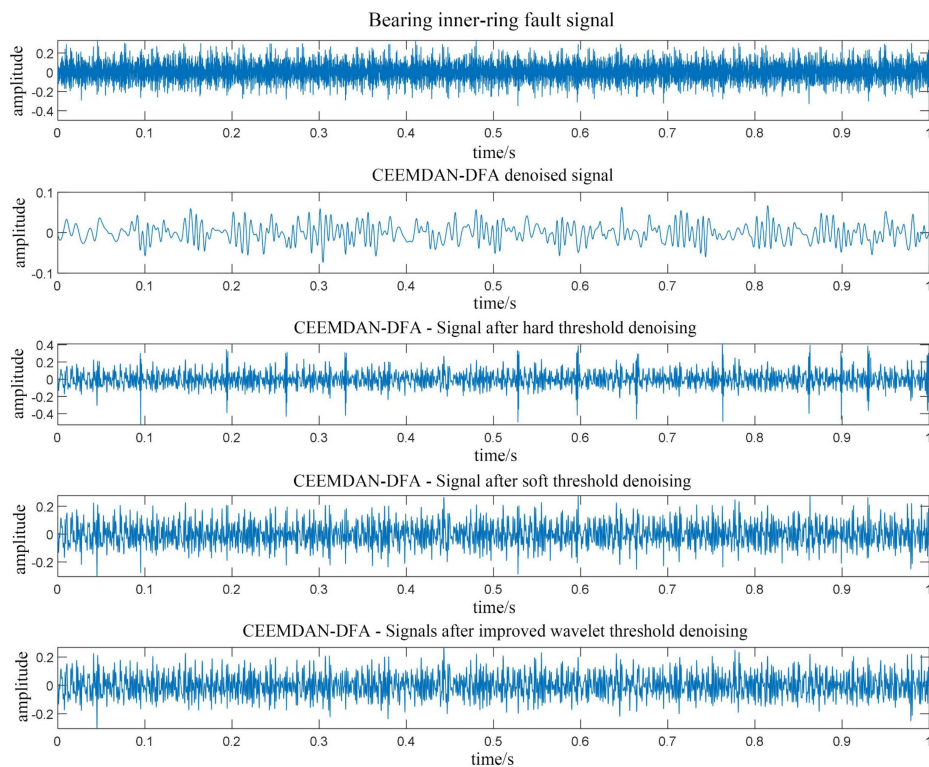 Bearing inner-ring fault signal
amplitude
0.2
0
-0.2
-0.4
0 0.1 0.2 0.3 0.4 0.5 0.6 0.7 0.8 0.9 1
time/s
CEEMDAN-DFA denoised signal
amplitude
0.1
0
-0.1
0 0.1 0.2 0.3 0.4 0.5 0.6 0.7 0.8 0.9 1
time/s
CEEMDAN-DFA - Signal after hard threshold denoising
amplitude
0.4
0.2
0
-0.2
-0.4
0 0.1 0.2 0.3 0.4 0.5 0.6 0.7 0.8 0.9 1
time/s
CEEMDAN-DFA - Signal after soft threshold denoising
amplitude
0.2
0
-0.2
0 0.1 0.2 0.3 0.4 0.5 0.6 0.7 0.8 0.9 1
time/s
CEEMDAN-DFA - Signals after improved wavelet threshold denoising
amplitude
0.2
0
-0.2
0 0.1 0.2 0.3 0.4 0.5 0.6 0.7 0.8 0.9 1
time/s